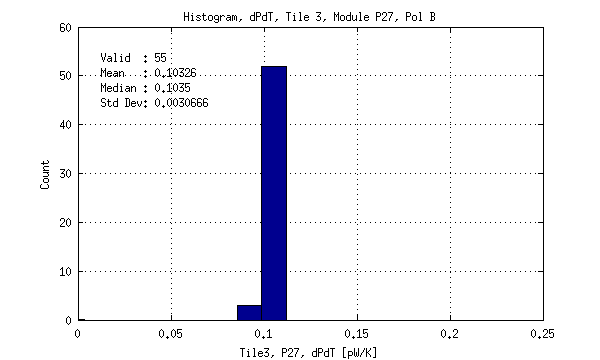 Histogram, dPdT, Tile 3, Module P27, Pol B
60
Valid : 55
Mean : 0.10326
Median : 0.1035
Std Dev: 0.0030666
50
40
30
20
10
0
Count
0 0.05 0.1 0.15 0.2 0.25
Tile3, P27, dPdT [pW/K]